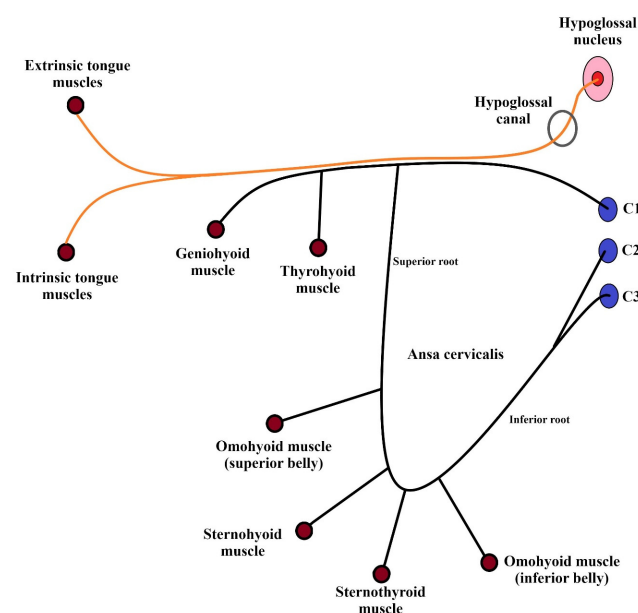 Hypoglossal
nucleus
Extrinsic tongue
muscles
Hypoglossal
canal
C1
Geniohyoid
muscle
Thyrohyoid
muscle
Superior root
C2
Intrinsic tongue
muscles
C3
Ansa cervicalis
Inferior root
Omohyoid muscle
(superior belly)
Sternohyoid
muscle
Omohyoid muscle
(inferior belly)
Sternothyroid
muscle